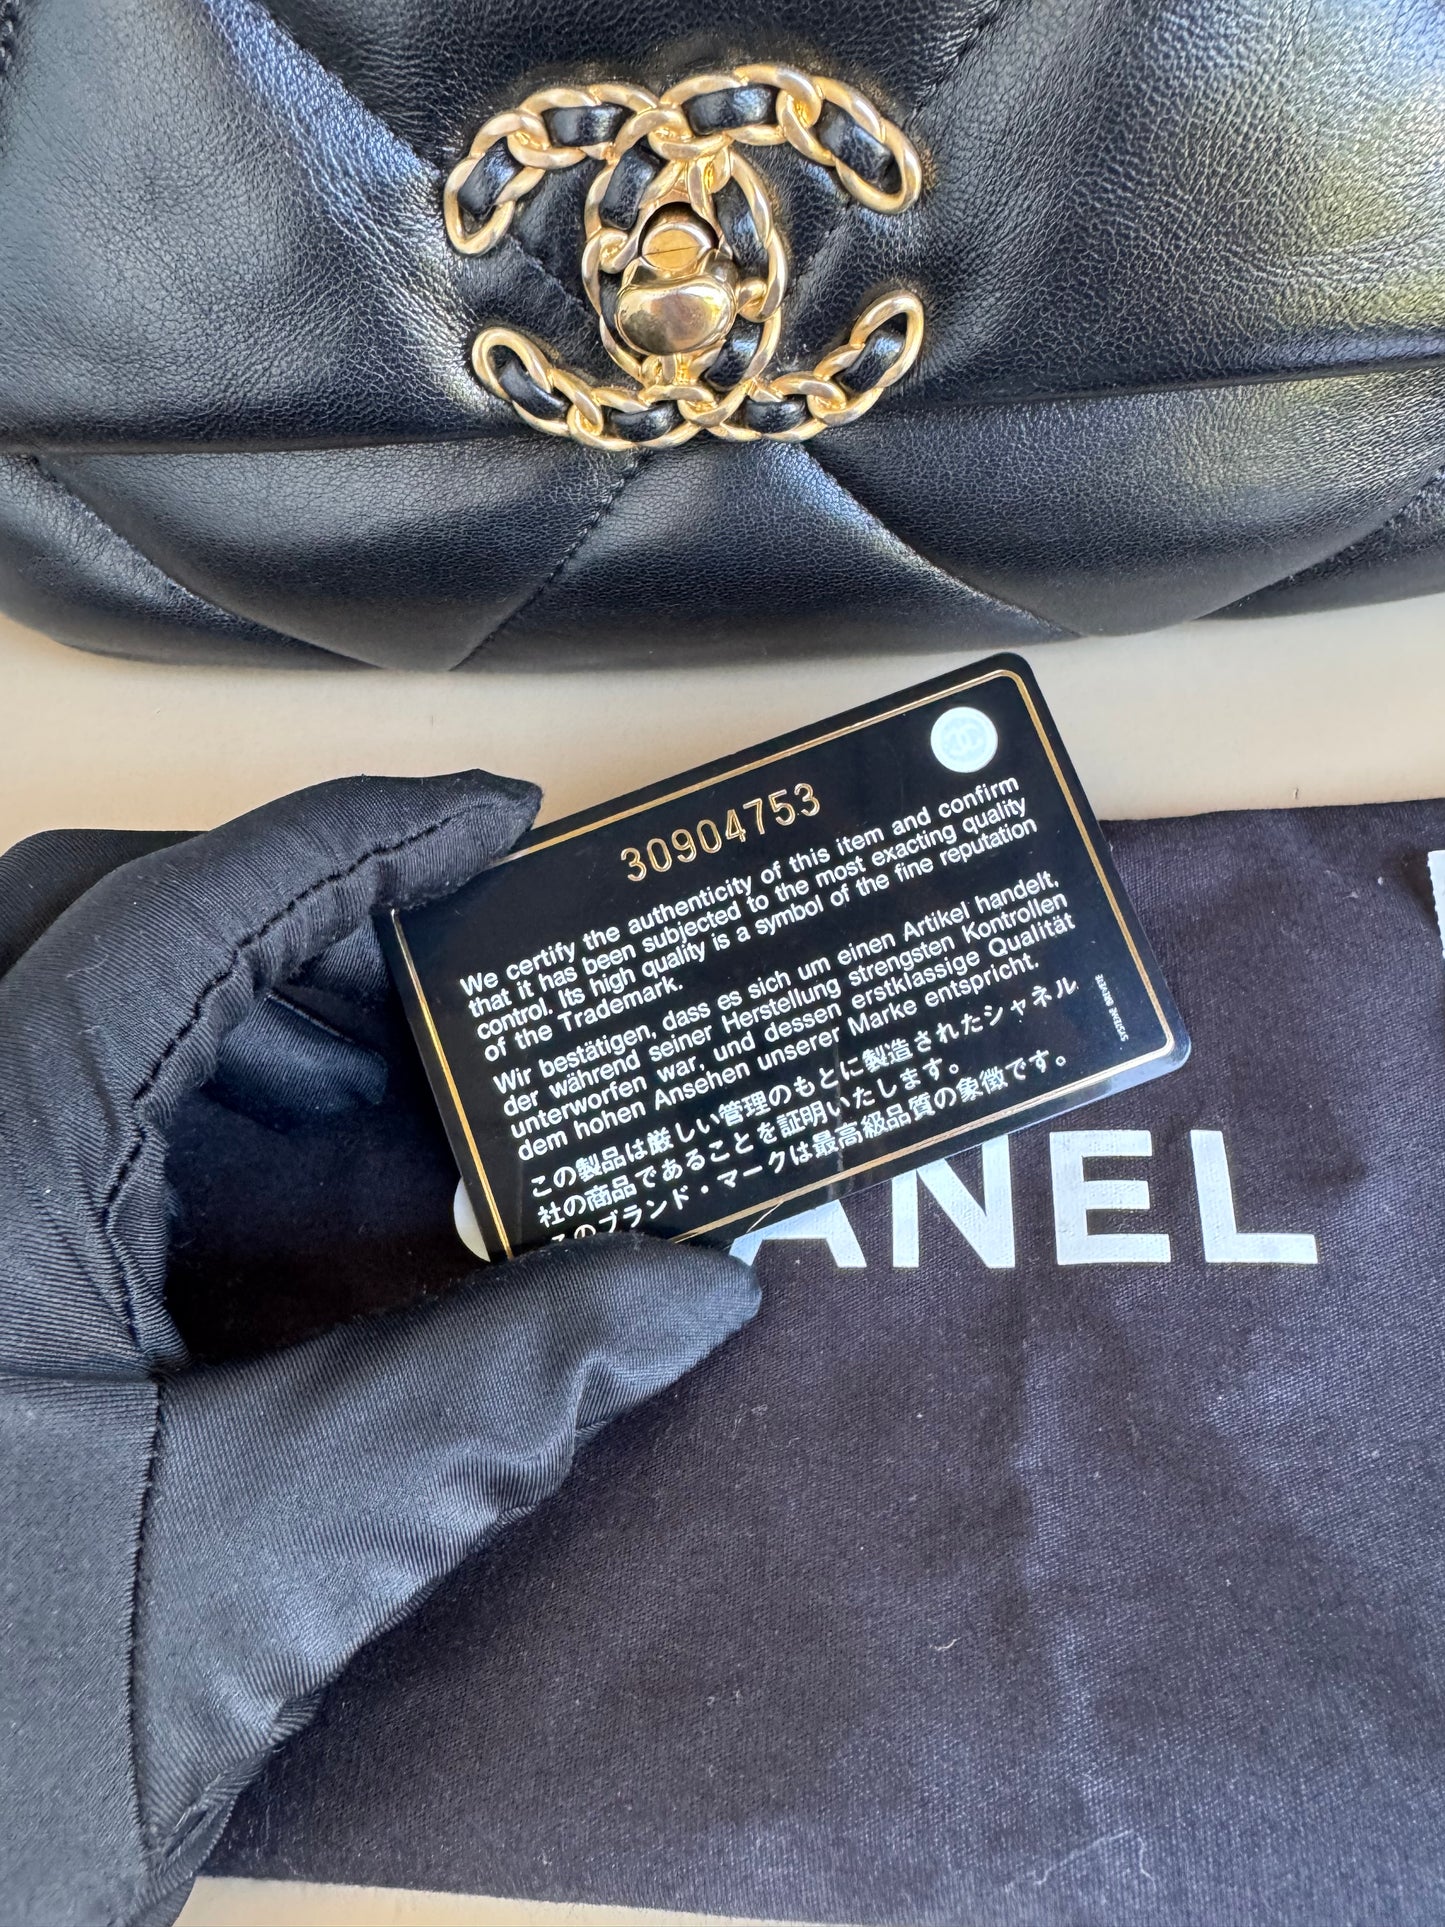 30904753
We certify the authenticity of this item and confirm
that it has been subjected to the most exacting quality
control. Its high quality is a symbol of the fine reputation
of the Trademark.
Wir bestätigen, dass es sich um einen Artikel handelt,
der während seiner Herstellung strengsten Kontrollen
unterworfen war, und dessen erstklassige Qualität
dem hohen Ansehen unserer Marke entspricht.
この製品は厳しい管理のもとに製造されたシャネル
社の商品であることを証明いたします。
このブランド・マークは最高級品質の象徴です。
SYSTEME BREVETE
ANEL